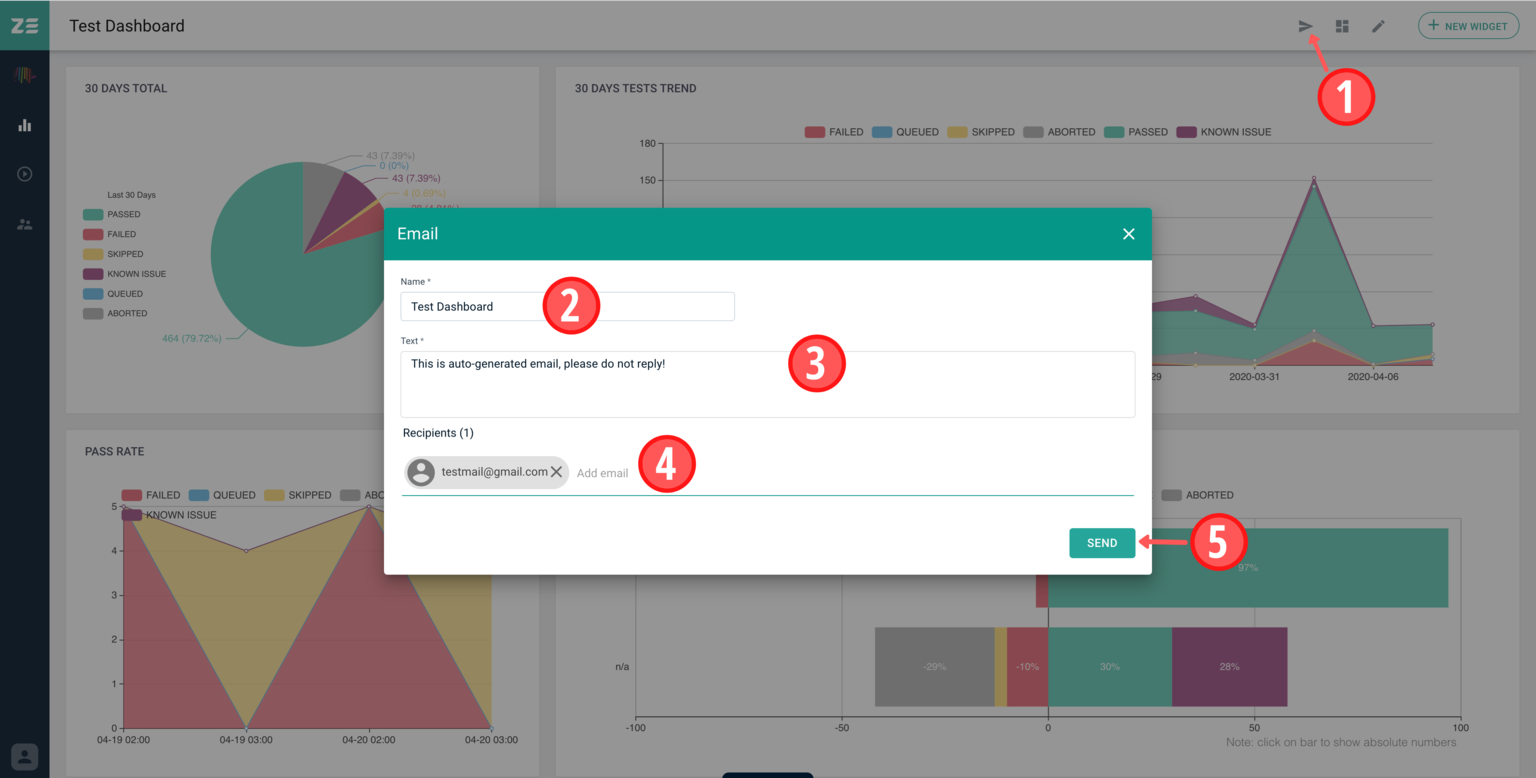 ZE
Test Dashboard
NEW WIDGET
1
30 DAYS TOTAL
43 (7.39%)
0 (0%)
43 (7.39%)
Last 30 Days
PASSED
FAILED
SKIPPED
KNOWN ISSUE
QUEUED
ABORTED
464 (79.72%)
30 DAYS TESTS TREND
FAILED QUEUED SKIPPED ABORTED PASSED KNOWN ISSUE
180
150
29 2020-03-31 2020-04-06
Email
Name *
Test Dashboard
2
Text *
This is auto-generated email, please do not reply!
3
Recipients (1)
testmail@gmail.com Add email
4
SEND
5
PASS RATE
FAILED QUEUED SKIPPED ABO
KNOWN ISSUE
5
4
3
2
1
0
04-19 02:00 04-19 03:00 04-20 02:00 04-20 03:00
ABORTED
97%
n/a -29% -10% 30% 28%
-100 -50 0 50 100
Note: click on bar to show absolute numbers